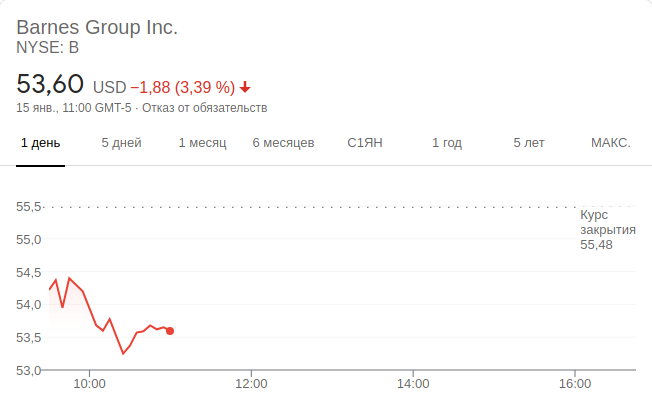 Barnes Group Inc.
NYSE: B
53,60 USD −1,88 (3,39 %)
15 янв., 11:00 GMT-5 · Отказ от обязательств
1 день 5 дней 1 месяц 6 месяцев С1ЯН 1 год 5 лет МАКС.
55,5
Курс
закрытия
55,48
55,0
54,5
54,0
53,5
53,0
10:00 12:00 14:00 16:00